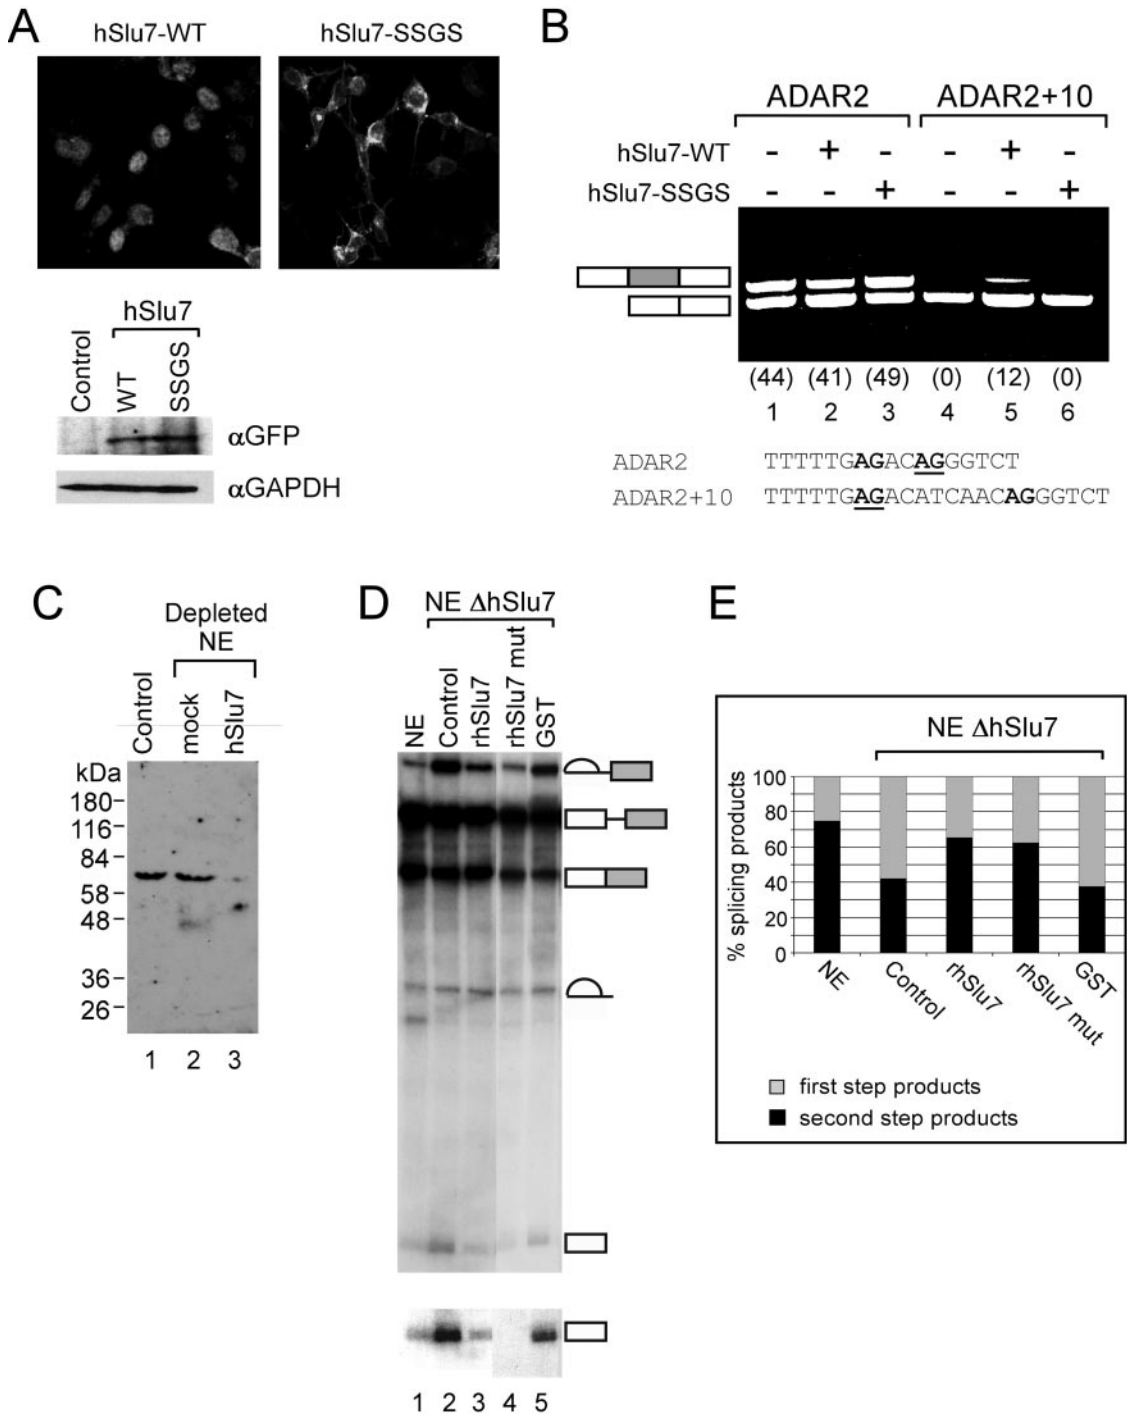 A
hSlu7-WT
hSlu7-SSGS
hSlu7
Control
WT
SSGS
αGFP
αGAPDH
B
ADAR2
ADAR2+10
hSlu7-WT - + - - + -
hSlu7-SSGS - - + - - +
(44) (41) (49) (0) (12) (0)
1 2 3 4 5 6
ADAR2 TTTTTGAGACAGGGTCT
ADAR2+10 TTTTTGAGACATCAACAGGGTCT
C
Depleted
NE
Control
mock
hSlu7
kDa
180
116
84
58
48
36
26
1 2 3
D
NE ΔhSlu7
NE
Control
rhSlu7
rhSlu7 mut
GST
1 2 3 4 5
E
NE ΔhSlu7
% splicing products
100
80
60
40
20
0
NE
Control
rhSlu7
rhSlu7 mut
GST
first step products
second step products